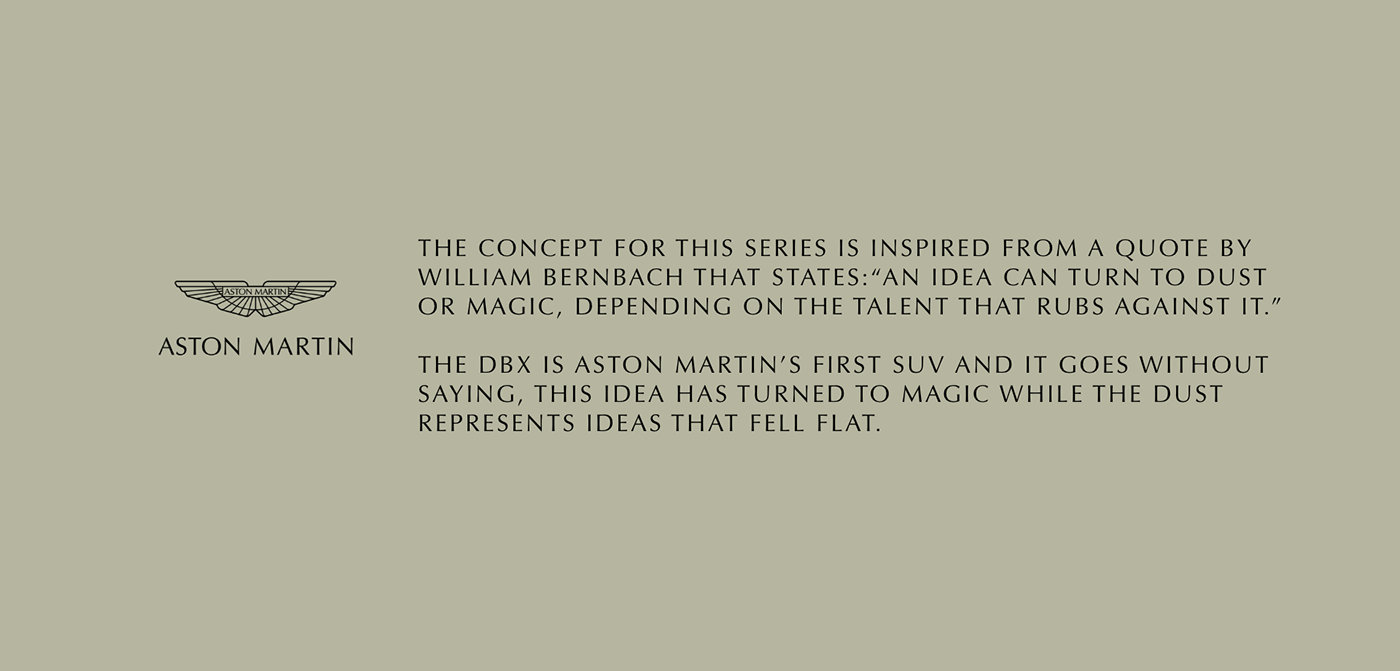 ASTON MARTIN
ASTON MARTIN
THE CONCEPT FOR THIS SERIES IS INSPIRED FROM A QUOTE BY
WILLIAM BERNBACH THAT STATES:“AN IDEA CAN TURN TO DUST
OR MAGIC, DEPENDING ON THE TALENT THAT RUBS AGAINST IT.”
THE DBX IS ASTON MARTIN’S FIRST SUV AND IT GOES WITHOUT
SAYING, THIS IDEA HAS TURNED TO MAGIC WHILE THE DUST
REPRESENTS IDEAS THAT FELL FLAT.